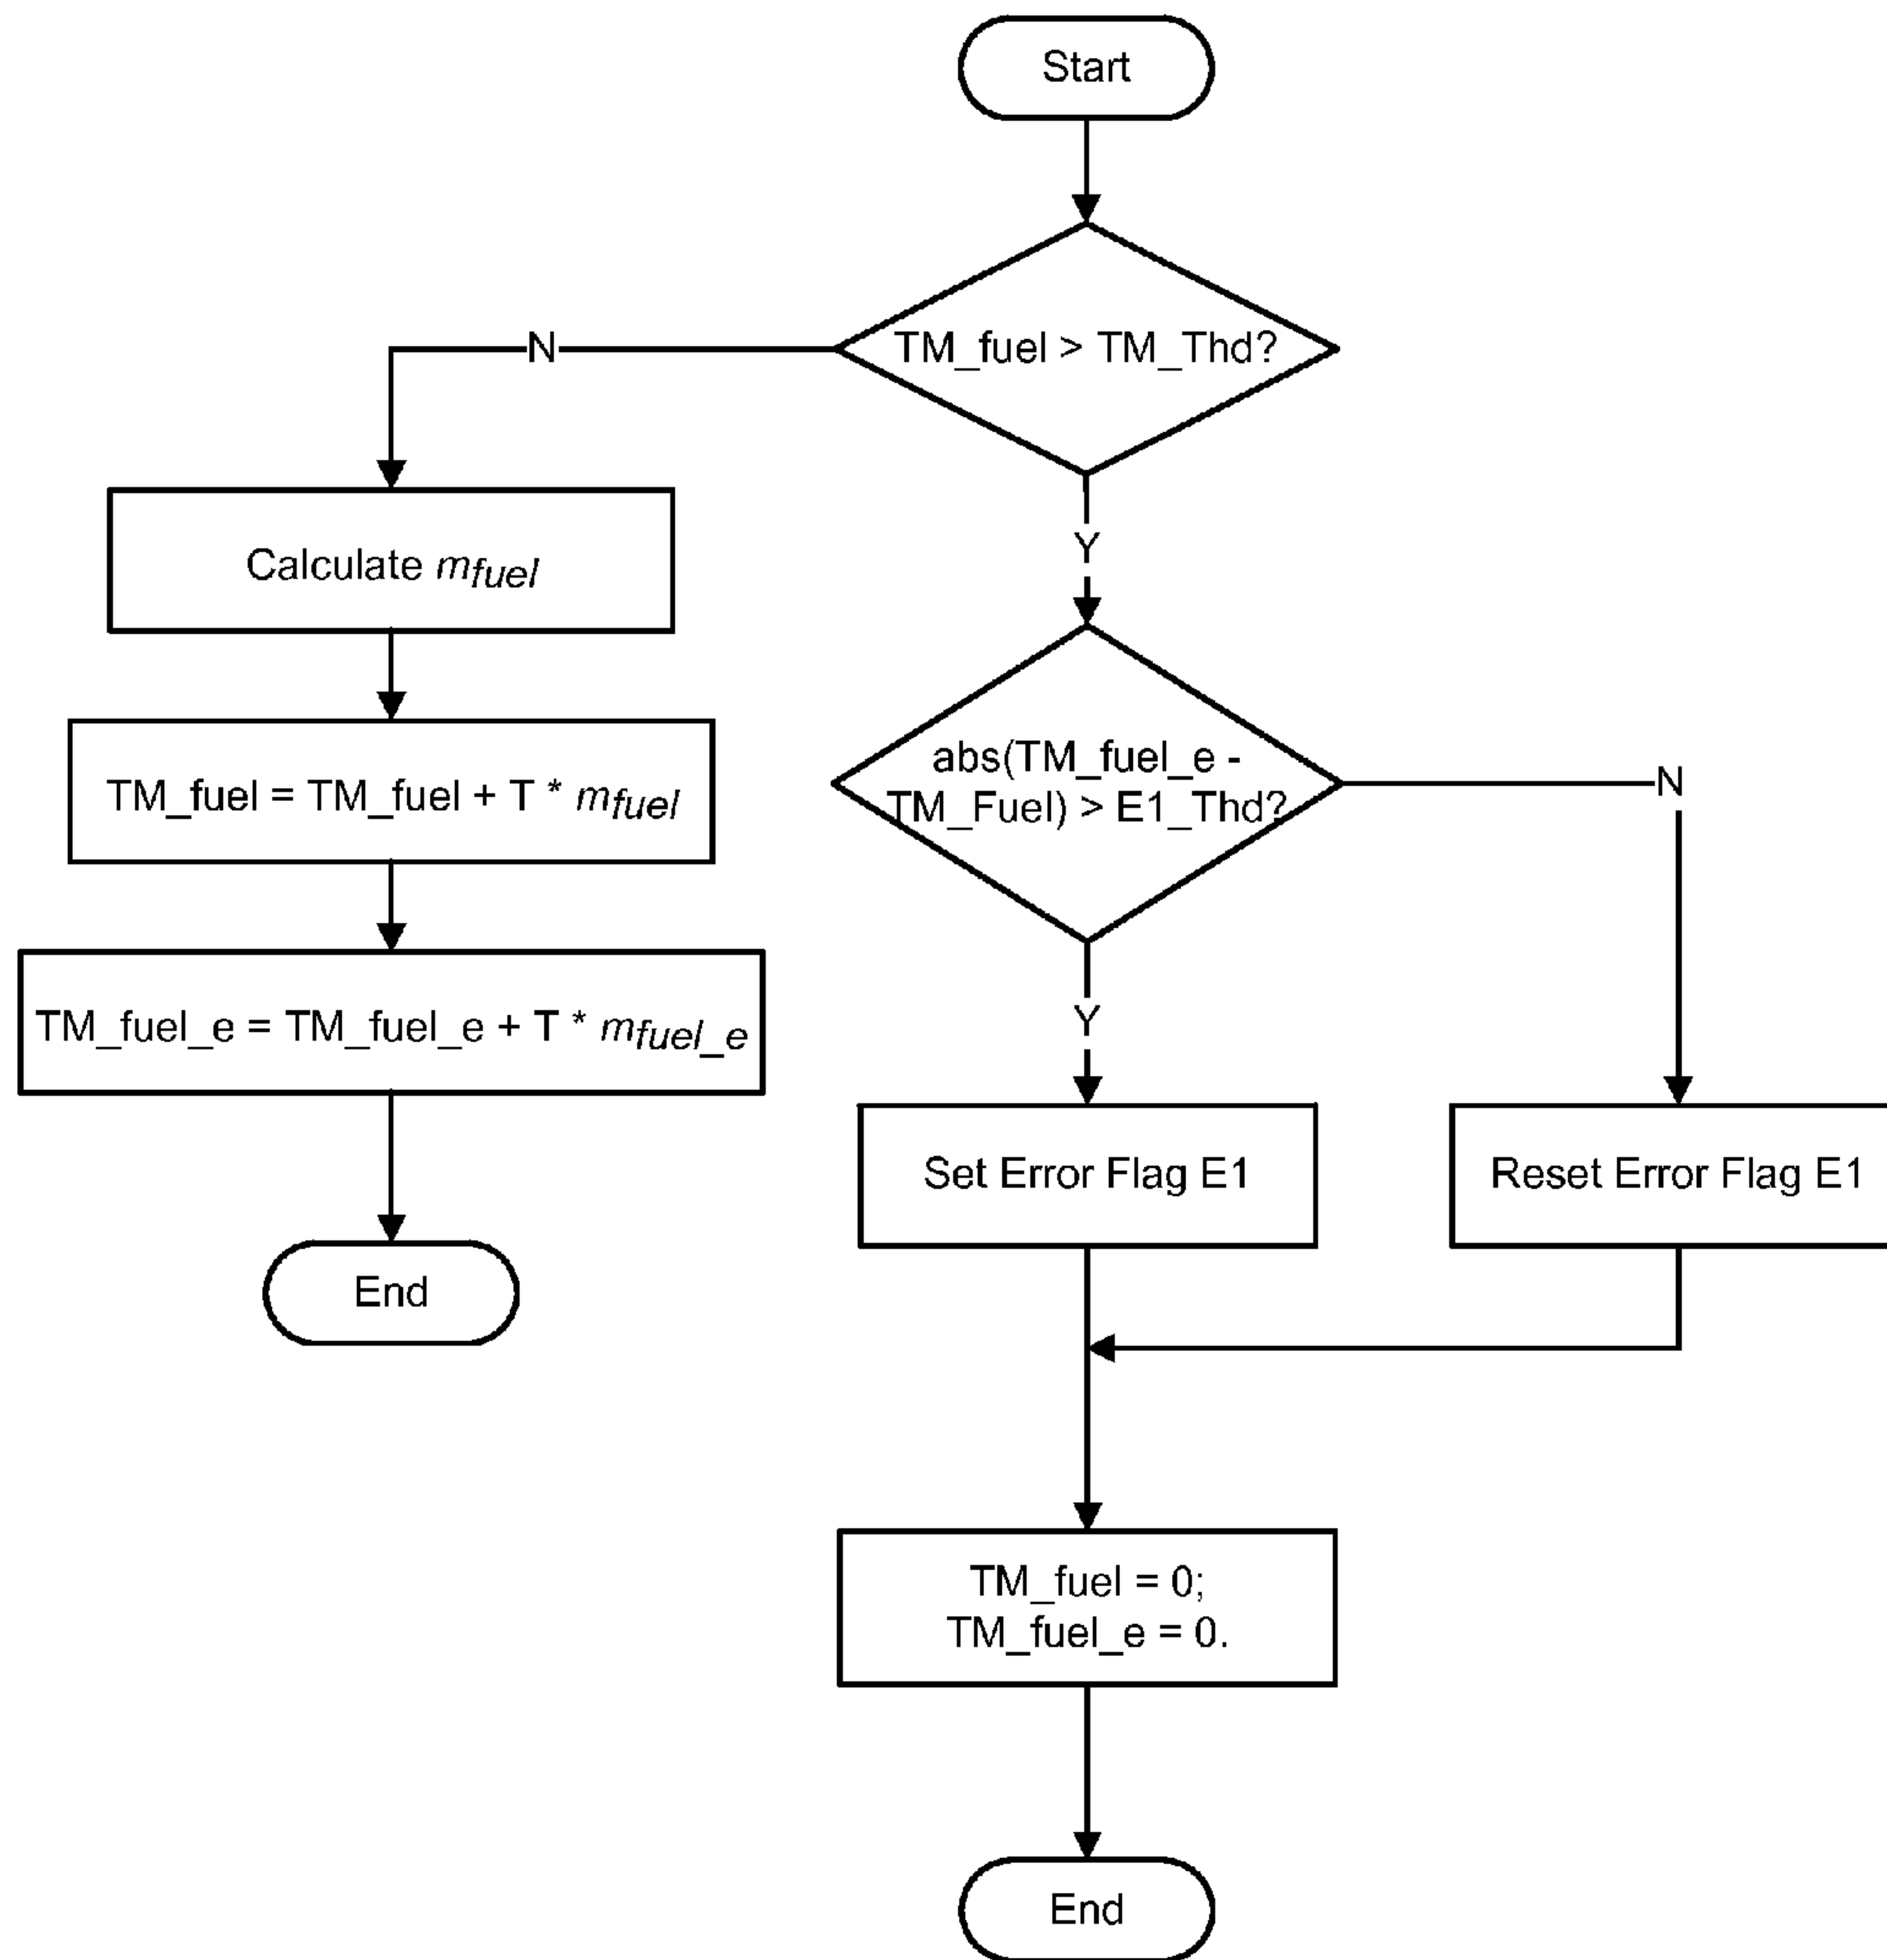 Start
TM_fuel > TM_Thd?
N
Y
Calculate mfuel
TM_fuel = TM_fuel + T * mfuel
TM_fuel_e = TM_fuel_e + T * mfuel_e
End
abs(TM_fuel_e -
TM_Fuel) > E1_Thd?
N
Y
Set Error Flag E1
Reset Error Flag E1
TM_fuel = 0;
TM_fuel_e = 0.
End